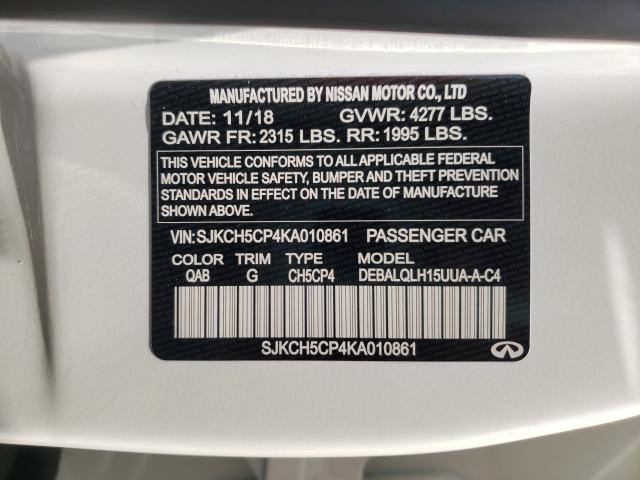 MANUFACTURED BY NISSAN MOTOR CO., LTD
DATE: 11/18 GVWR: 4277 LBS.
GAWR FR: 2315 LBS. RR: 1995 LBS.
THIS VEHICLE CONFORMS TO ALL APPLICABLE FEDERAL
MOTOR VEHICLE SAFETY, BUMPER AND THEFT PREVENTION
STANDARDS IN EFFECT ON THE DATE OF MANUFACTURE
SHOWN ABOVE.
VIN:SJKCH5CP4KA010861 PASSENGER CAR
COLOR TRIM TYPE MODEL
QAB G CH5CP4 DEBALQLH15UUA-A-C4
SJKCH5CP4KA010861